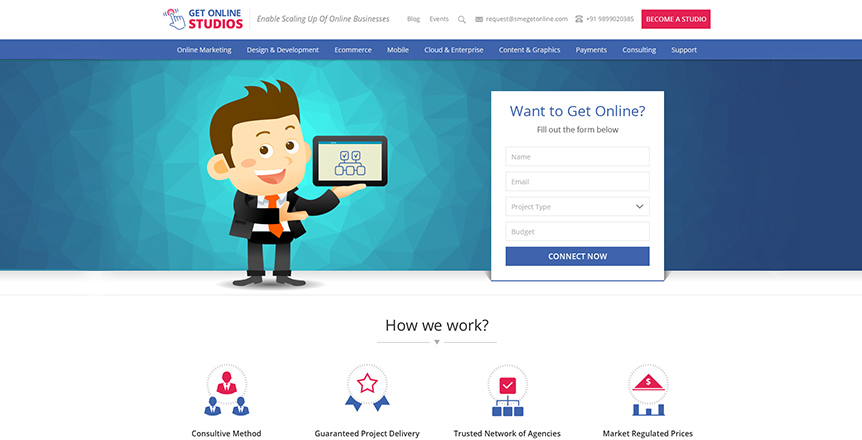 GET ONLINE
STUDIOS
Enable Scaling Up Of Online Businesses
Blog
Events
request@smegetonline.com
+91 9899020385
BECOME A STUDIO
Online Marketing
Design & Development
Ecommerce
Mobile
Cloud & Enterprise
Content & Graphics
Payments
Consulting
Support
Want to Get Online?
Fill out the form below
Name
Email
Project Type
Budget
CONNECT NOW
How we work?
$
Consultive Method
Guaranteed Project Delivery
Trusted Network of Agencies
Market Regulated Prices